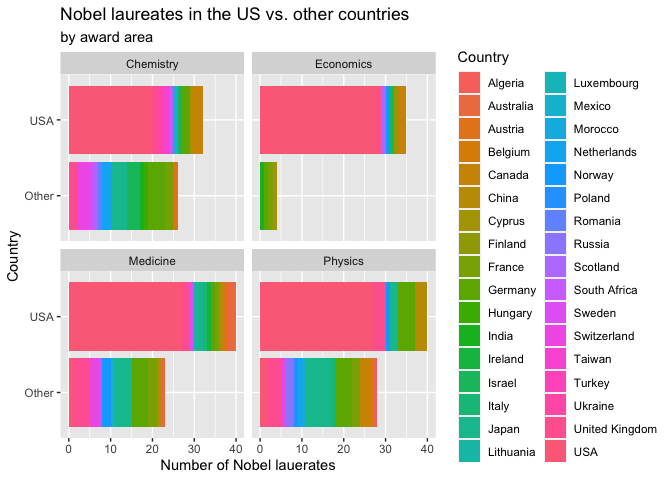 Nobel laureates in the US vs. other countries
by award area
Chemistry
Economics
USA
Other
Medicine
Physics
USA
Other
0
10
20
30
40
0
10
20
30
40
Number of Nobel lauerates
Country
Country
Algeria
Australia
Austria
Belgium
Canada
China
Cyprus
Finland
France
Germany
Hungary
India
Ireland
Israel
Italy
Japan
Lithuania
Luxembourg
Mexico
Morocco
Netherlands
Norway
Poland
Romania
Russia
Scotland
South Africa
Sweden
Switzerland
Taiwan
Turkey
Ukraine
United Kingdom
USA